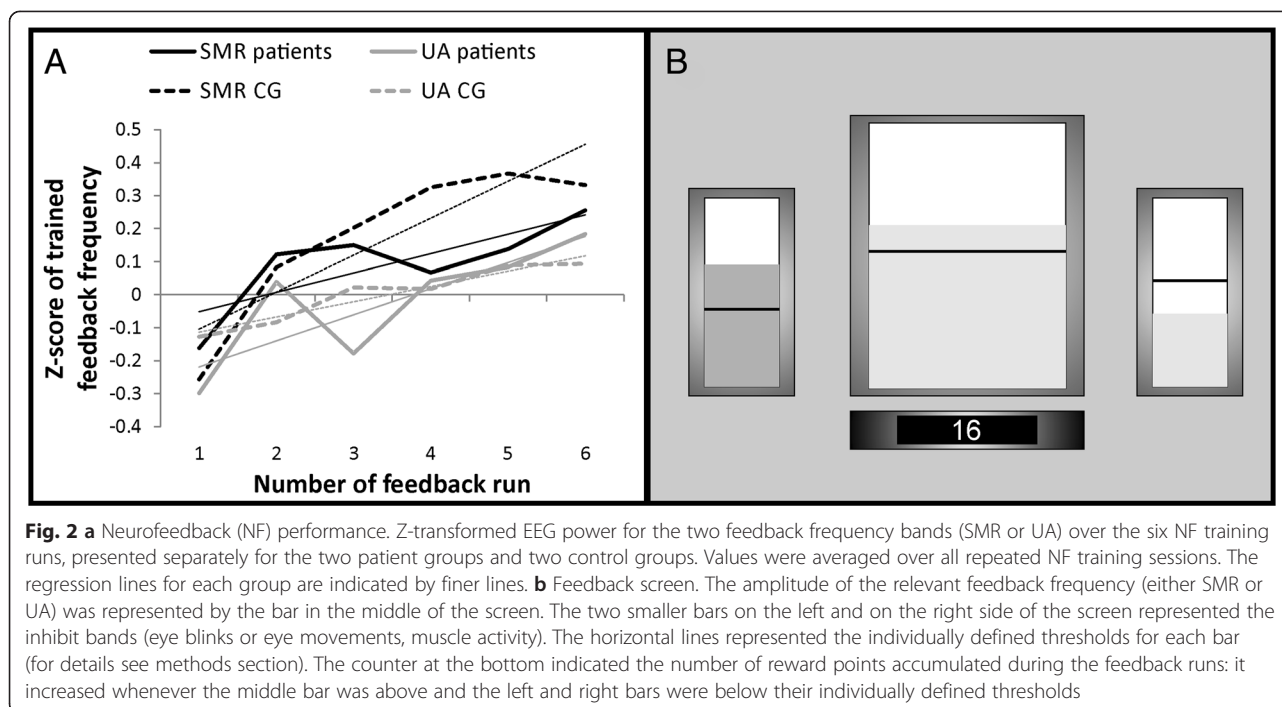 A
SMR patients
UA patients
SMR CG
UA CG
Z-score of trained
feedback frequency
0.5
0.4
0.3
0.2
0.1
0
-0.1
-0.2
-0.3
-0.4
1 2 3 4 5 6
Number of feedback run
B
16
Fig. 2 a Neurofeedback (NF) performance. Z-transformed EEG power for the two feedback frequency bands (SMR or UA) over the six NF training
runs, presented separately for the two patient groups and two control groups. Values were averaged over all repeated NF training sessions. The
regression lines for each group are indicated by finer lines. b Feedback screen. The amplitude of the relevant feedback frequency (either SMR or
UA) was represented by the bar in the middle of the screen. The two smaller bars on the left and on the right side of the screen represented the
inhibit bands (eye blinks or eye movements, muscle activity). The horizontal lines represented the individually defined thresholds for each bar
(for details see methods section). The counter at the bottom indicated the number of reward points accumulated during the feedback runs: it
increased whenever the middle bar was above and the left and right bars were below their individually defined thresholds